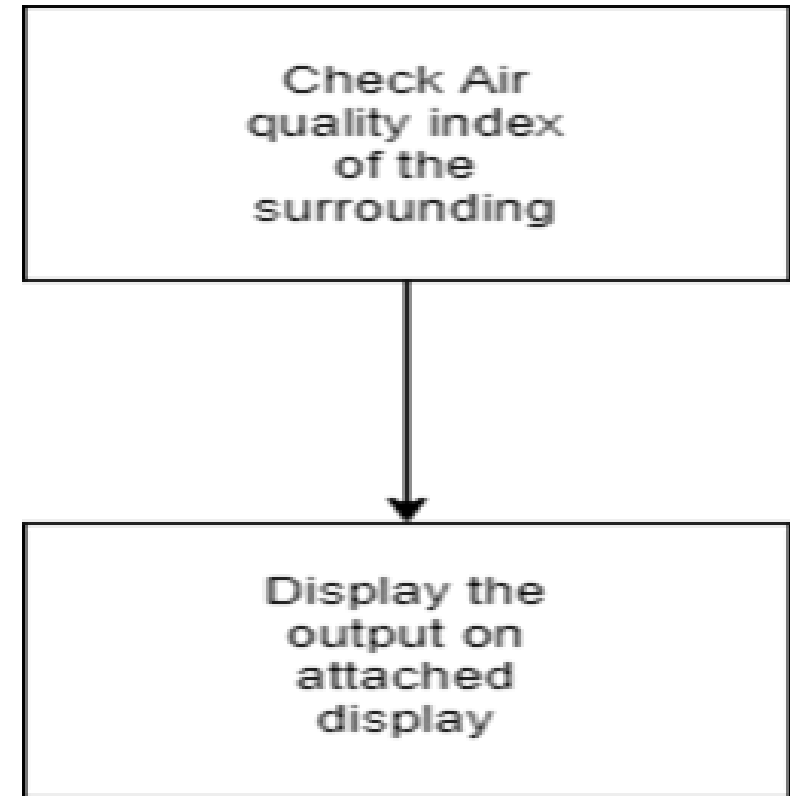 Check Air
quality index
of the
surrounding
Display the
output on
attached
display